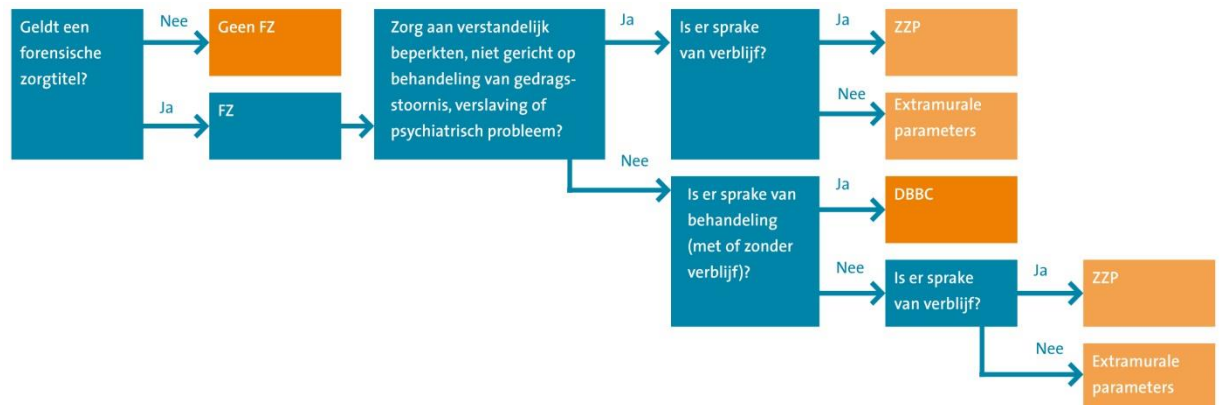 Geldt een
forensische
zorgtitel?
Nee
Geen FZ
Ja
FZ
Zorg aan verstandelijk
beperkten, niet gericht op
behandeling van gedrags-
stoornis, verslaving of
psychiatrisch probleem?
Ja
Is er sprake
van verblijf?
Ja
ZZP
Nee
Extramurale
parameters
Nee
Is er sprake van
behandeling
(met of zonder
verblijf)?
Ja
DBBC
Nee
Is er sprake
van verblijf?
Ja
ZZP
Nee
Extramurale
parameters